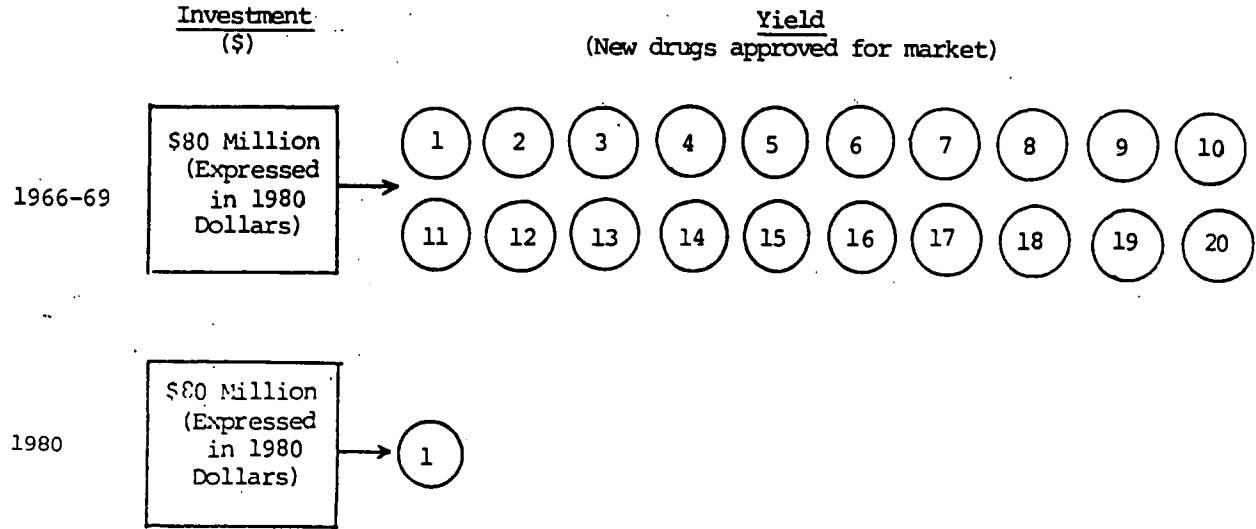 Investment
($)
Yield
(New drugs approved for market)
1966-69
$80 Million
(Expressed
in 1980
Dollars)
1 2 3 4 5 6 7 8 9 10
11 12 13 14 15 16 17 18 19 20
1980
$80 Million
(Expressed
in 1980
Dollars)
1